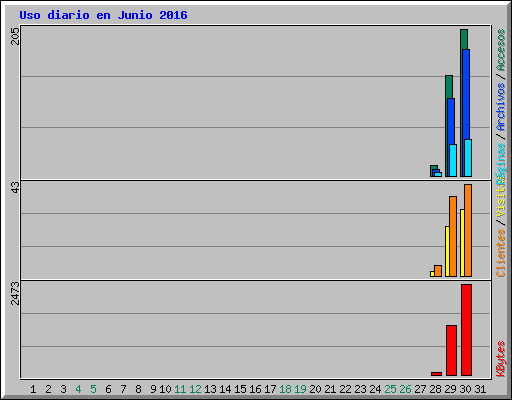 Uso diario en Junio 2016
205
43
2473
Accesos / Archivos / Páginas
Visitas / Clientes
KBytes
1 2 3 4 5 6 7 8 9 10 11 12 13 14 15 16 17 18 19 20 21 22 23 24 25 26 27 28 29 30 31